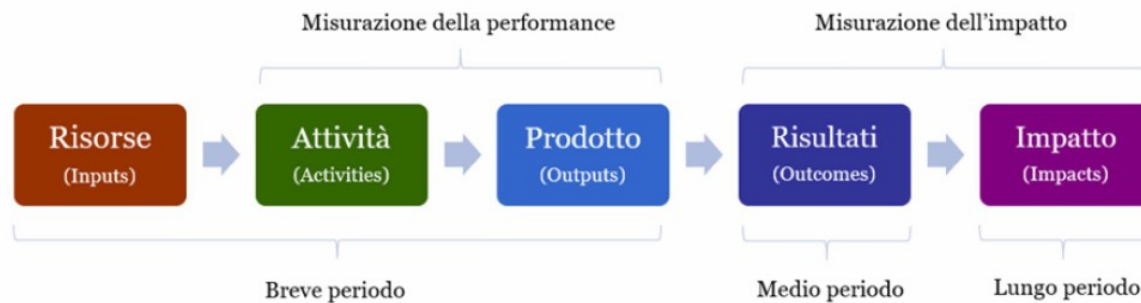 Misurazione della performance
Misurazione dell'impatto
Risorse
(Inputs)
Attività
(Activities)
Prodotto
(Outputs)
Risultati
(Outcomes)
Impatto
(Impacts)
Breve periodo
Medio periodo
Lungo periodo